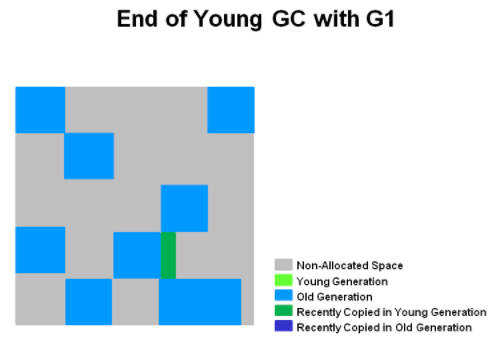 End of Young GC with G1
Non-Allocated Space
Young Generation
Old Generation
Recently Copied in Young Generation
Recently Copied in Old Generation